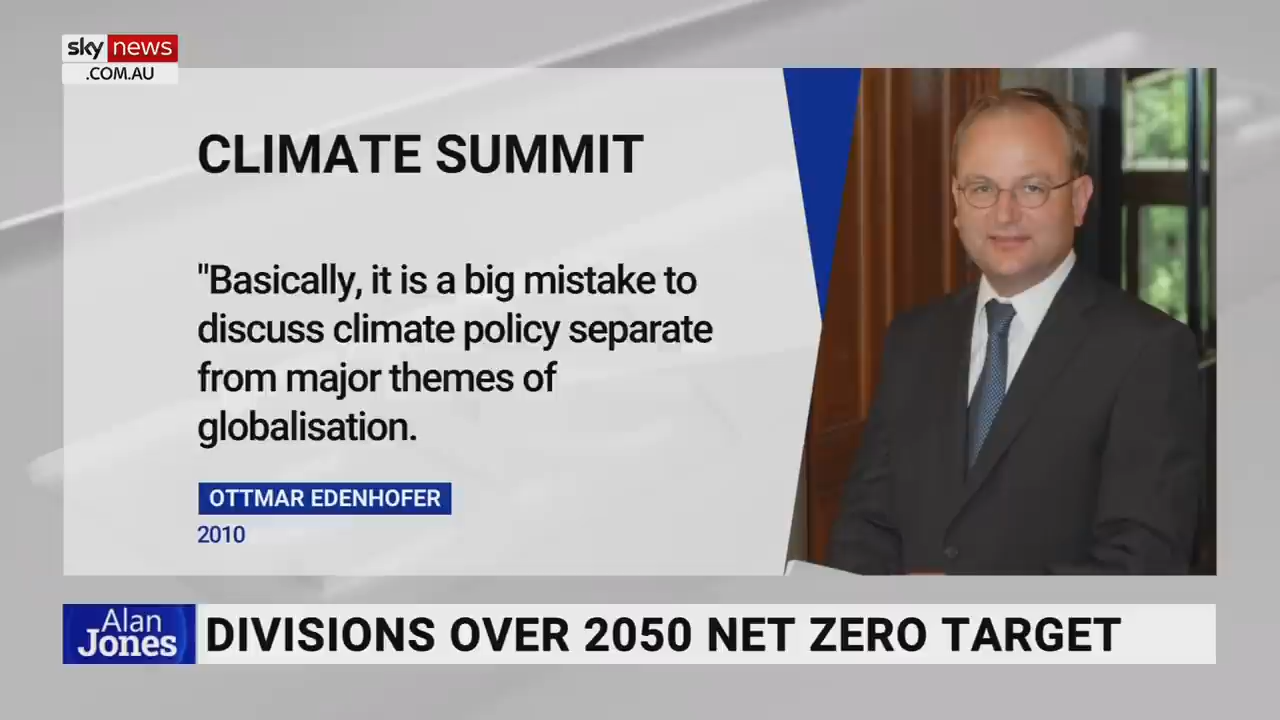 sky news
.COM.AU
CLIMATE SUMMIT
"Basically, it is a big mistake to
discuss climate policy separate
from major themes of
globalisation.
OTTMAR EDENHOFER
2010
Alan
Jones
DIVISIONS OVER 2050 NET ZERO TARGET